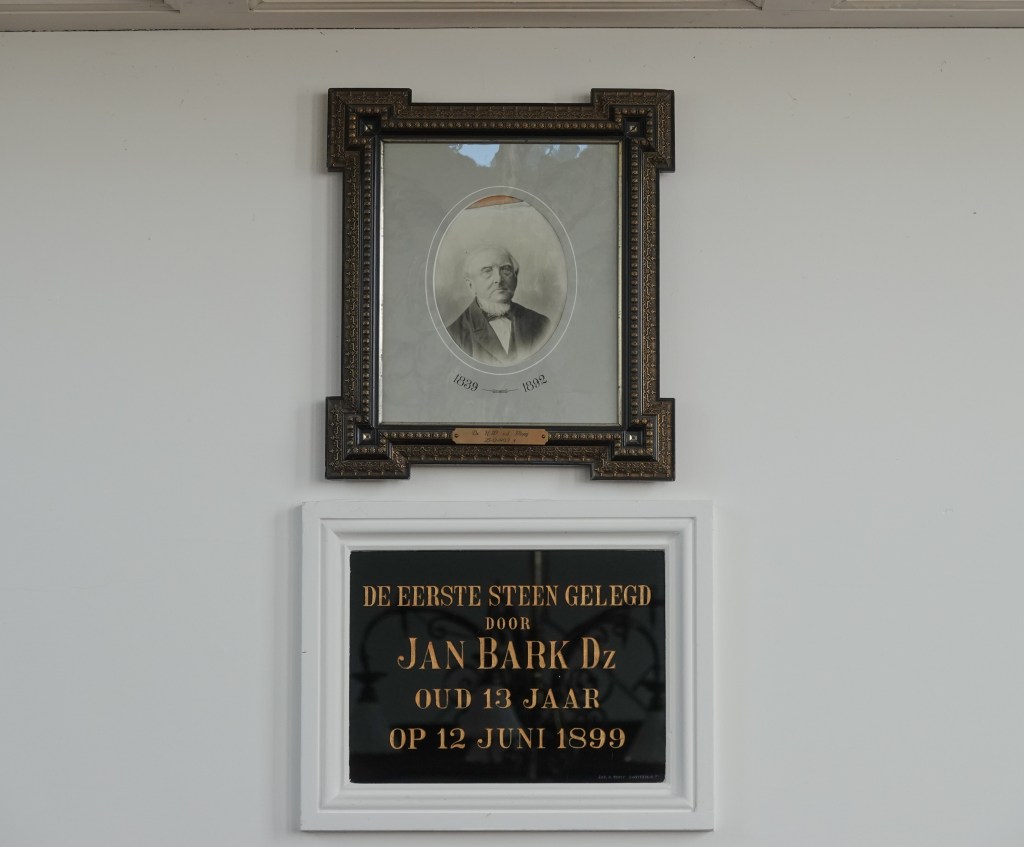 1839 1892
DE EERSTE STEEN GELEGD
DOOR
JAN BARK Dz
OUD 13 JAAR
OP 12 JUNI 1899